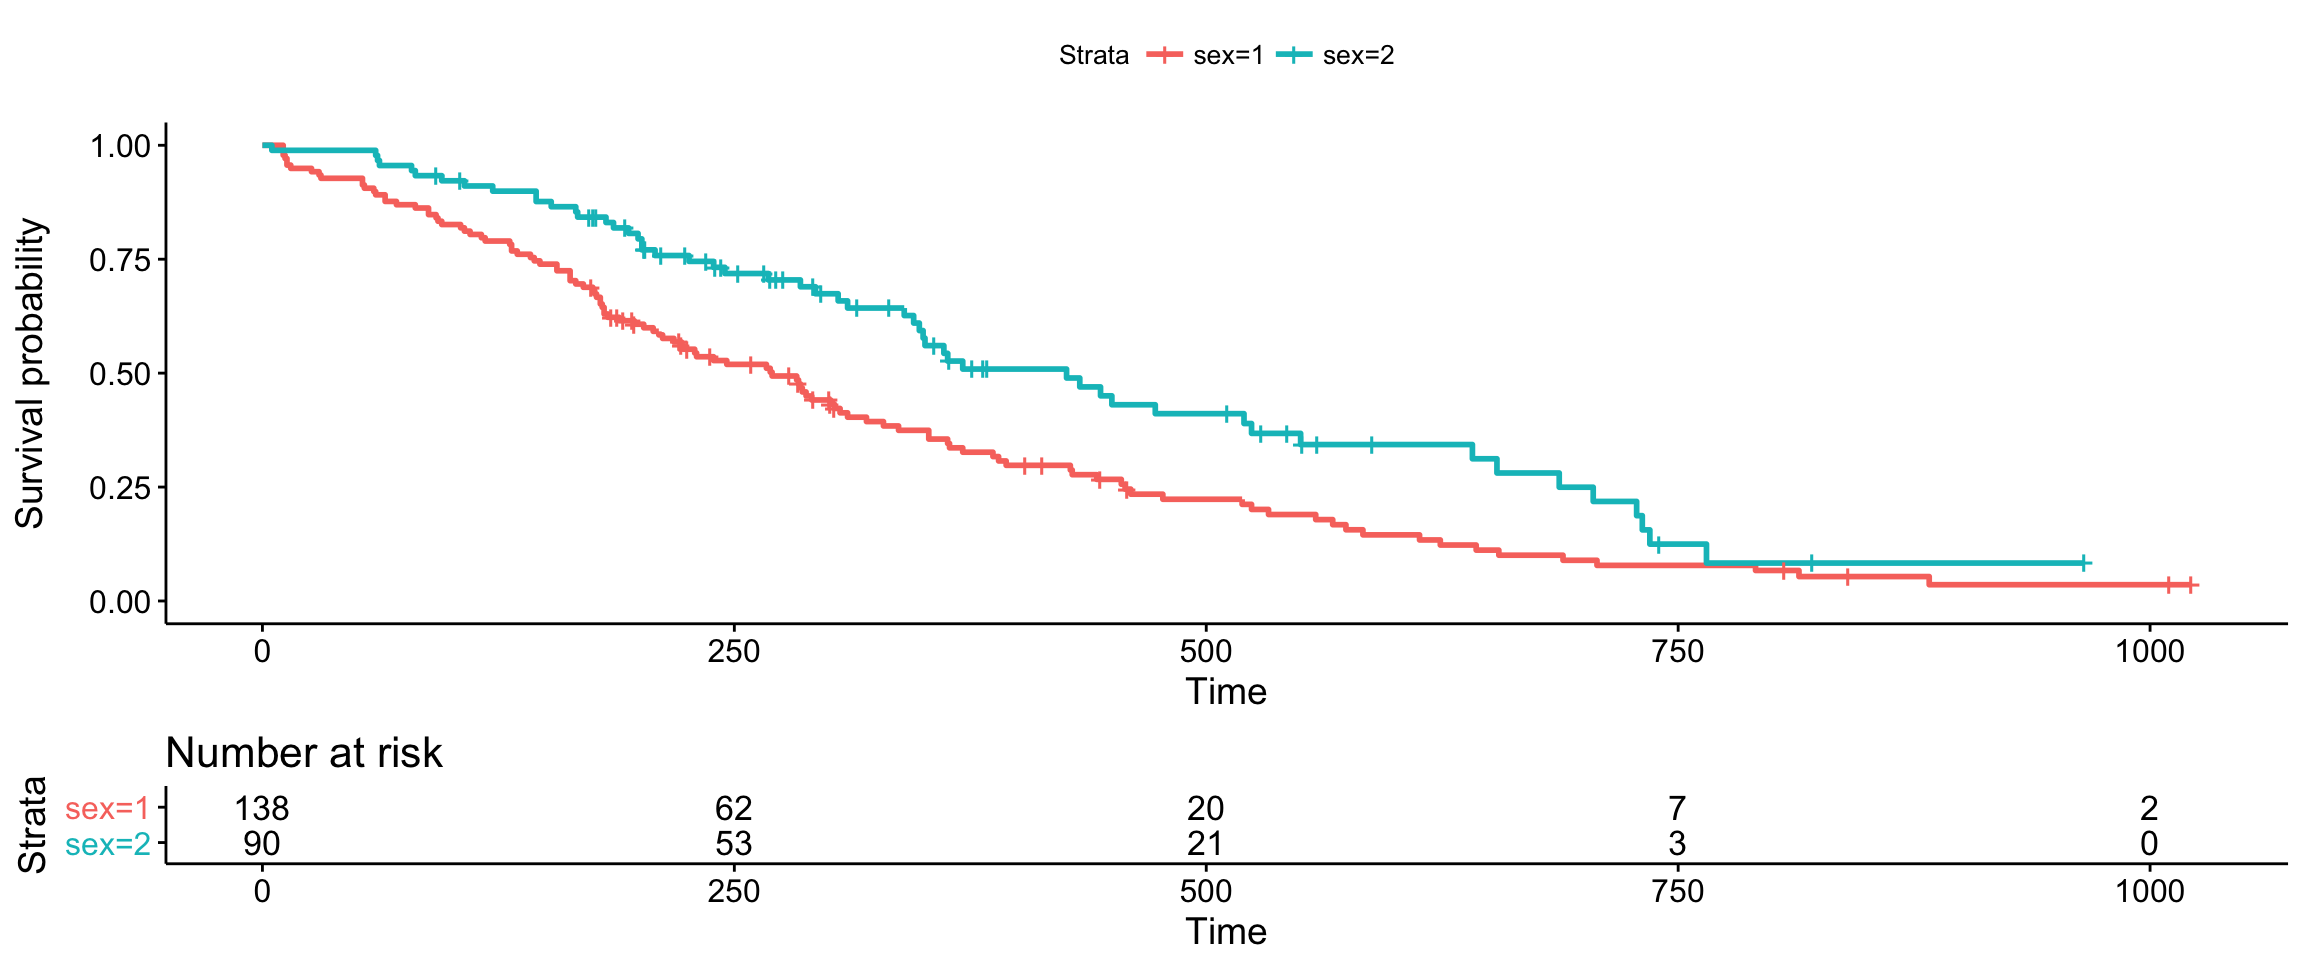 Strata sex=1 sex=2
Survival probability
1.00
0.75
0.50
0.25
0.00
0 250 500 750 1000
Time
Number at risk
Strata
sex=1 138 62 20 7 2
sex=2 90 53 21 3 0
0 250 500 750 1000
Time